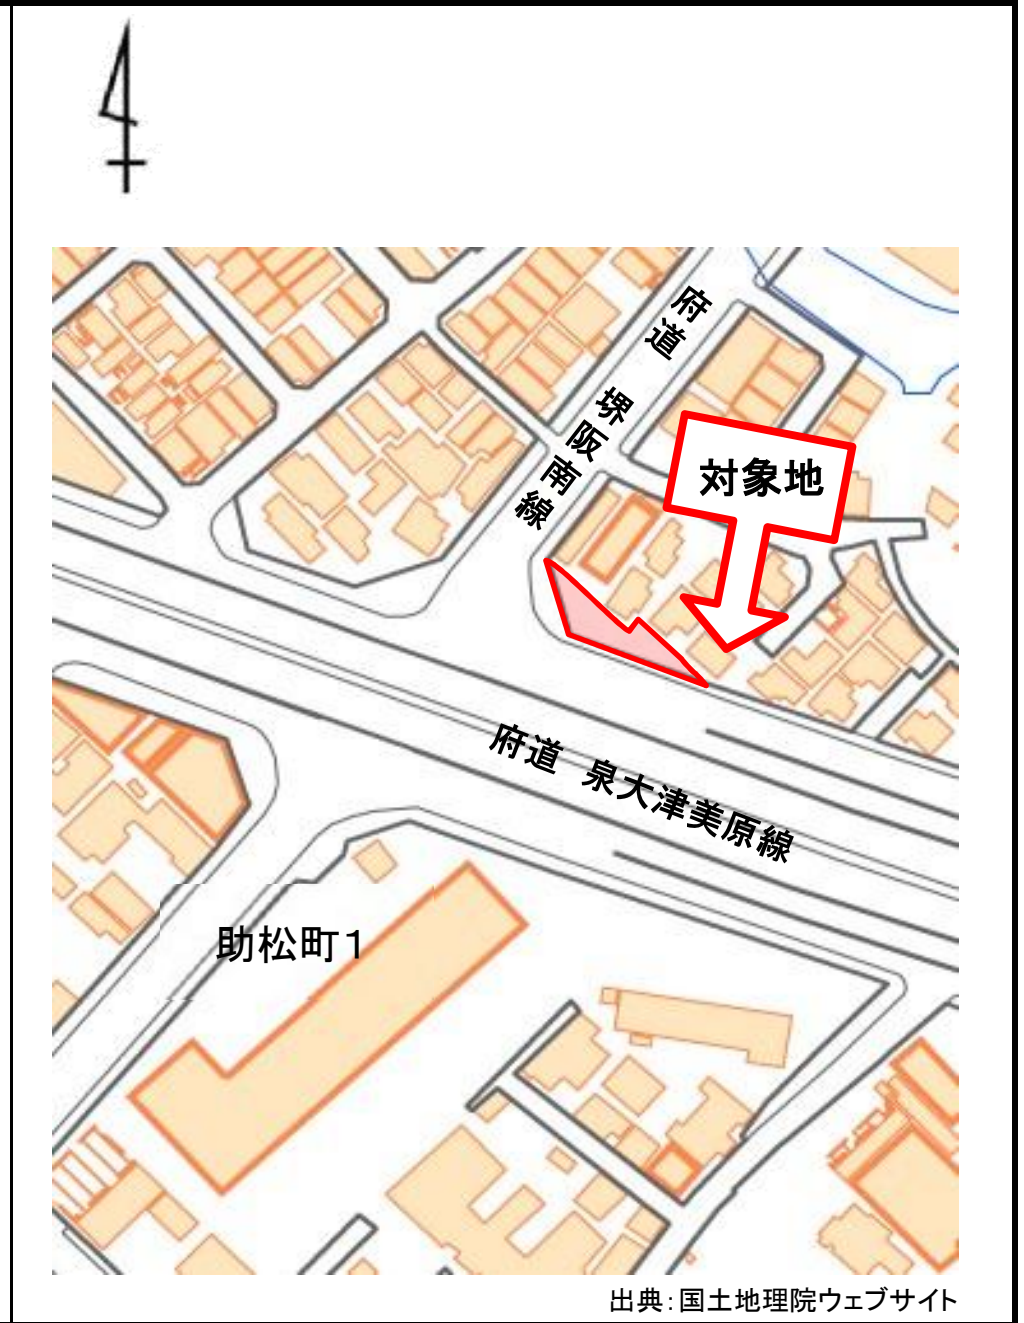 府道　堺阪南線
対象地
府道　泉大津美原線
助松町1
出典：国土地理院ウェブサイト